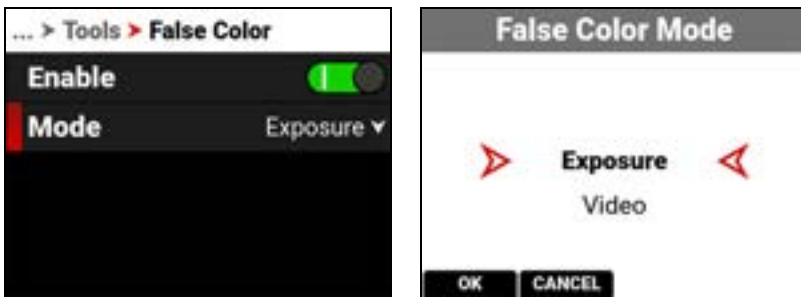 ... > Tools > False Color
Enable
Mode Exposure
False Color Mode
Exposure
Video
OK CANCEL